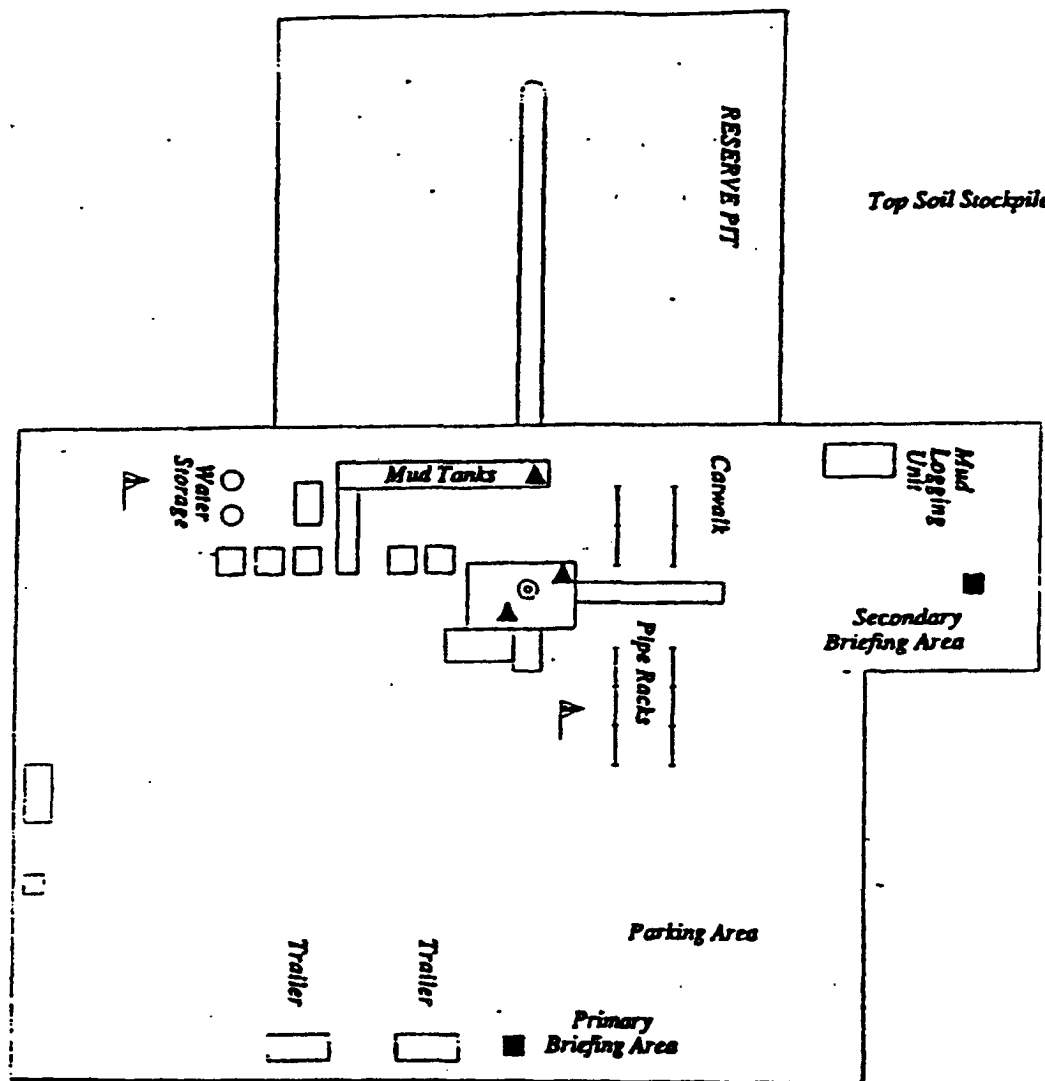 RESERVE PIT
Top Soil Stockpile
Mud Tanks
Water
Storage
Catwalk
Mud
Logging
Unit
Secondary
Briefing Area
Pipe Racks
Parking Area
Trailer
Trailer
Primary
Briefing Area